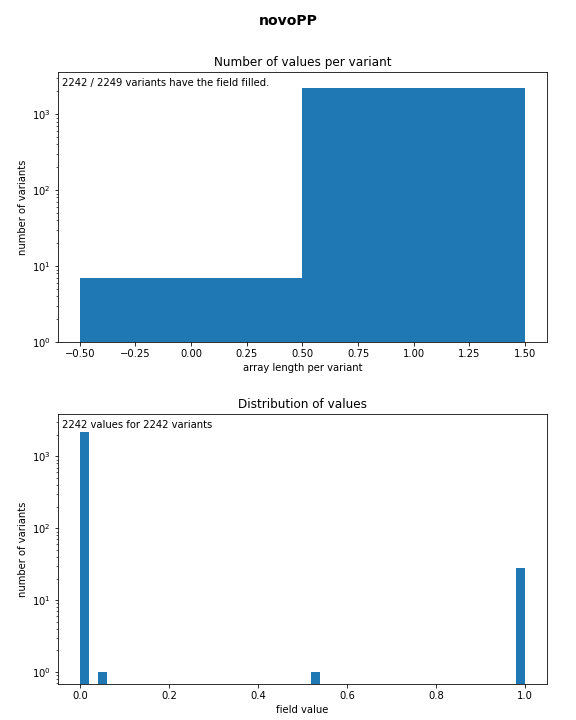 novoPP
Number of values per variant
2242 / 2249 variants have the field filled.
number of variants
10³
10²
10¹
10⁰
−0.50 −0.25 0.00 0.25 0.50 0.75 1.00 1.25 1.50
array length per variant
Distribution of values
2242 values for 2242 variants
number of variants
10³
10²
10¹
10⁰
0.0 0.2 0.4 0.6 0.8 1.0
field value